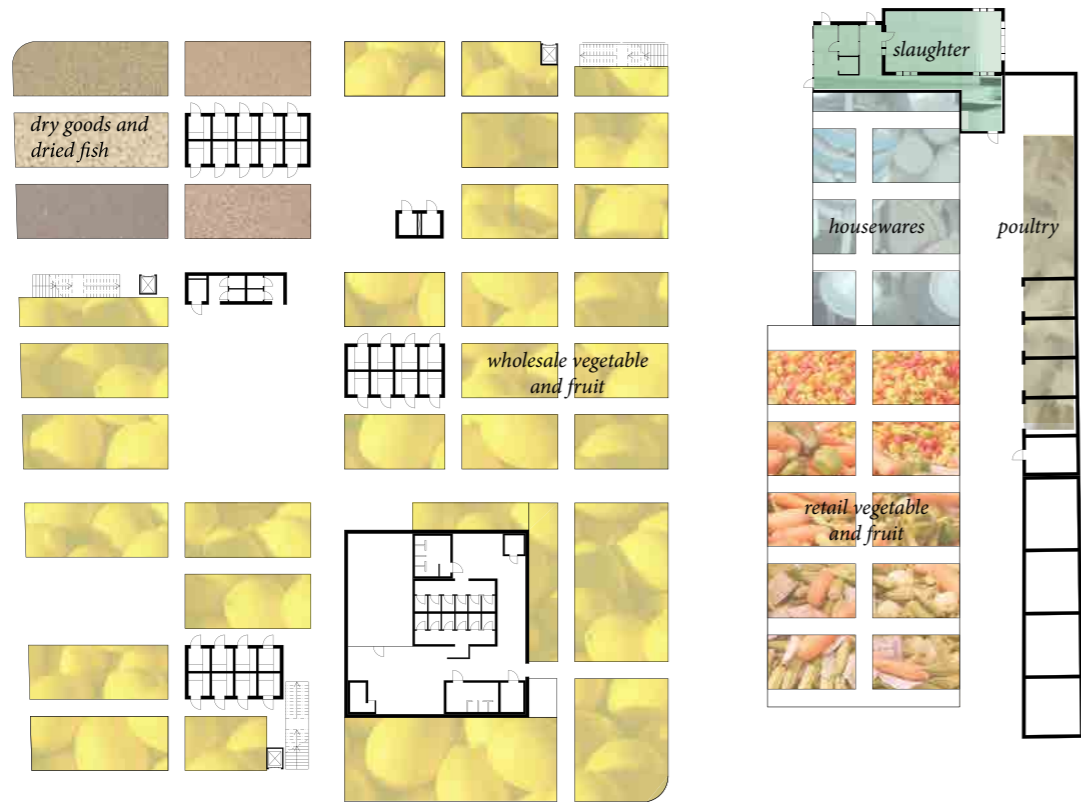 slaughter
dry goods and
dried fish
housewares
poultry
wholesale vegetable
and fruit
retail vegetable
and fruit